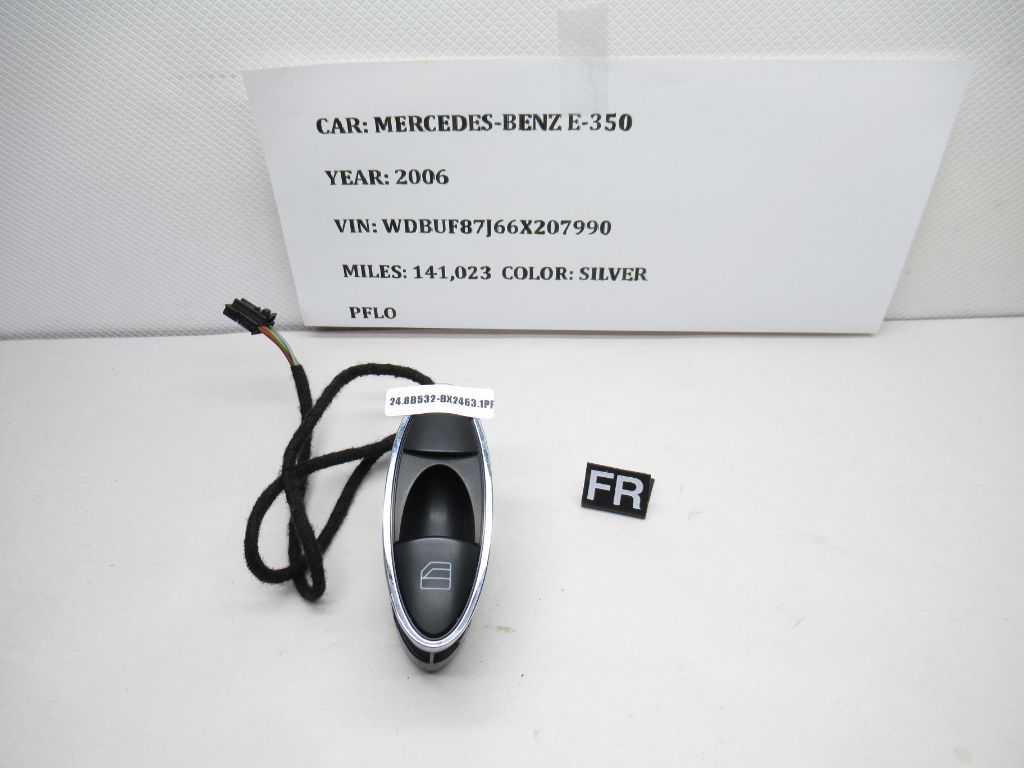 CAR: MERCEDES-BENZ E-350
YEAR: 2006
VIN: WDBUF87J66X207990
MILES: 141,023 COLOR: SILVER
PFLO
24.8B532-BX2463.1PF
FR